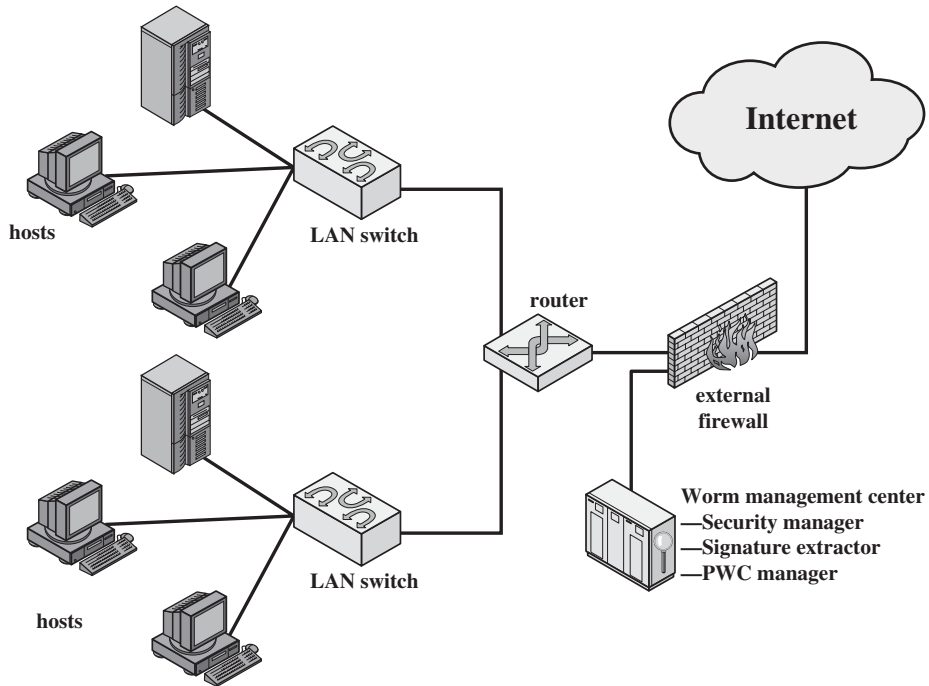 Internet
hosts
LAN switch
router
external
firewall
Worm management center
—Security manager
—Signature extractor
—PWC manager
LAN switch
hosts